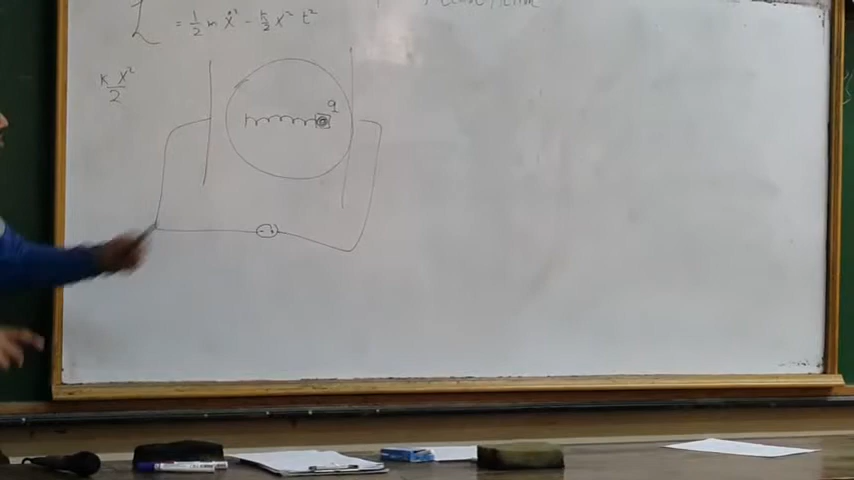 L = ½ m ẋ² - k/2 x² t²
k x²/2
q